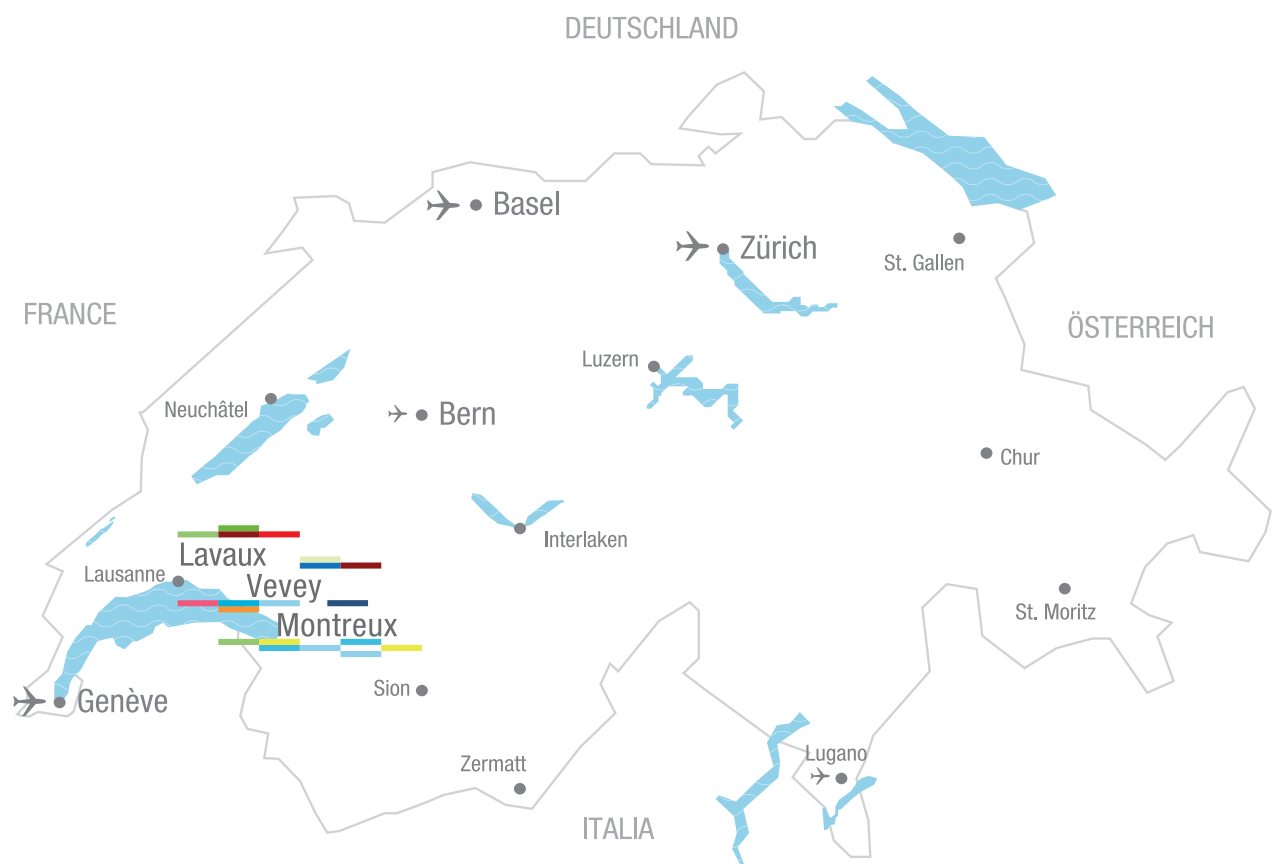 DEUTSCHLAND
Basel
Zürich
St. Gallen
FRANCE
ÖSTERREICH
Luzern
Neuchâtel
Bern
Chur
Interlaken
Lavaux
Lausanne
Vevey
St. Moritz
Montreux
Sion
Genève
Lugano
Zermatt
ITALIA